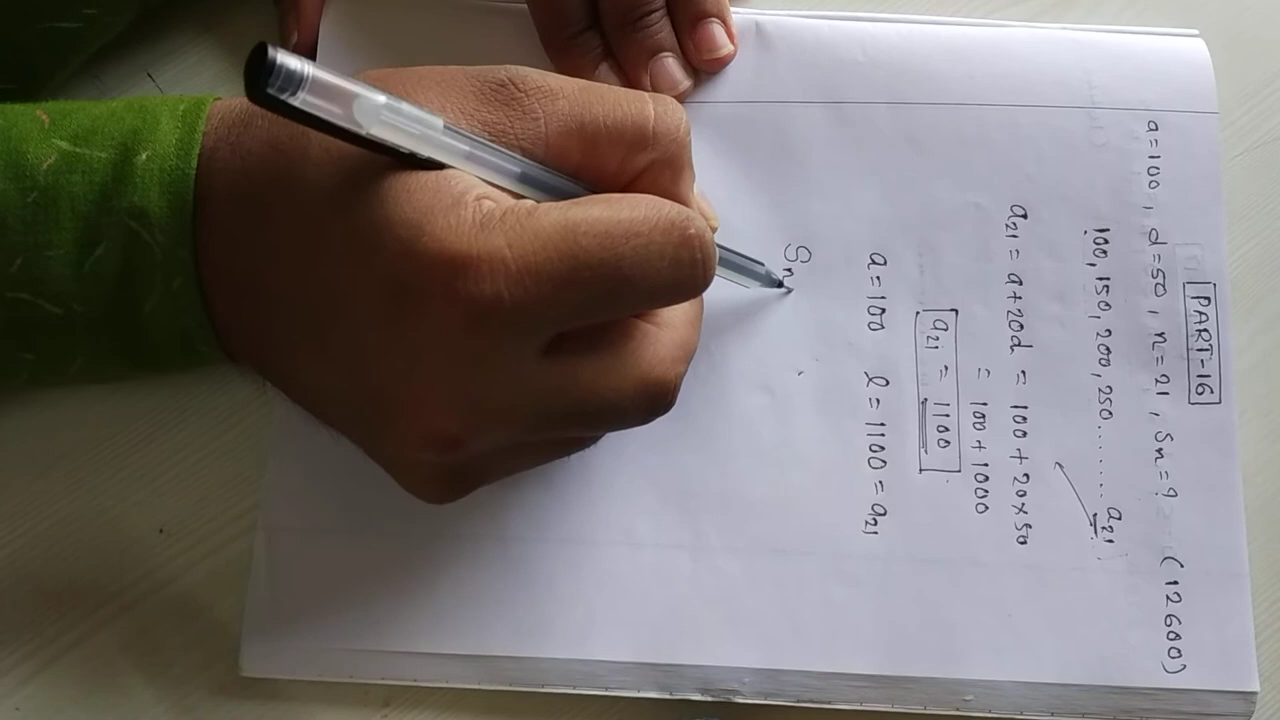 PART-16
a=100, d=50, n=21, Sn=? (12600)
100, 150, 200, 250....... a21
a21 = a+20d = 100 + 20×50
= 100 + 1000
a21 = 1100
a=100 l=1100=a21
Sn